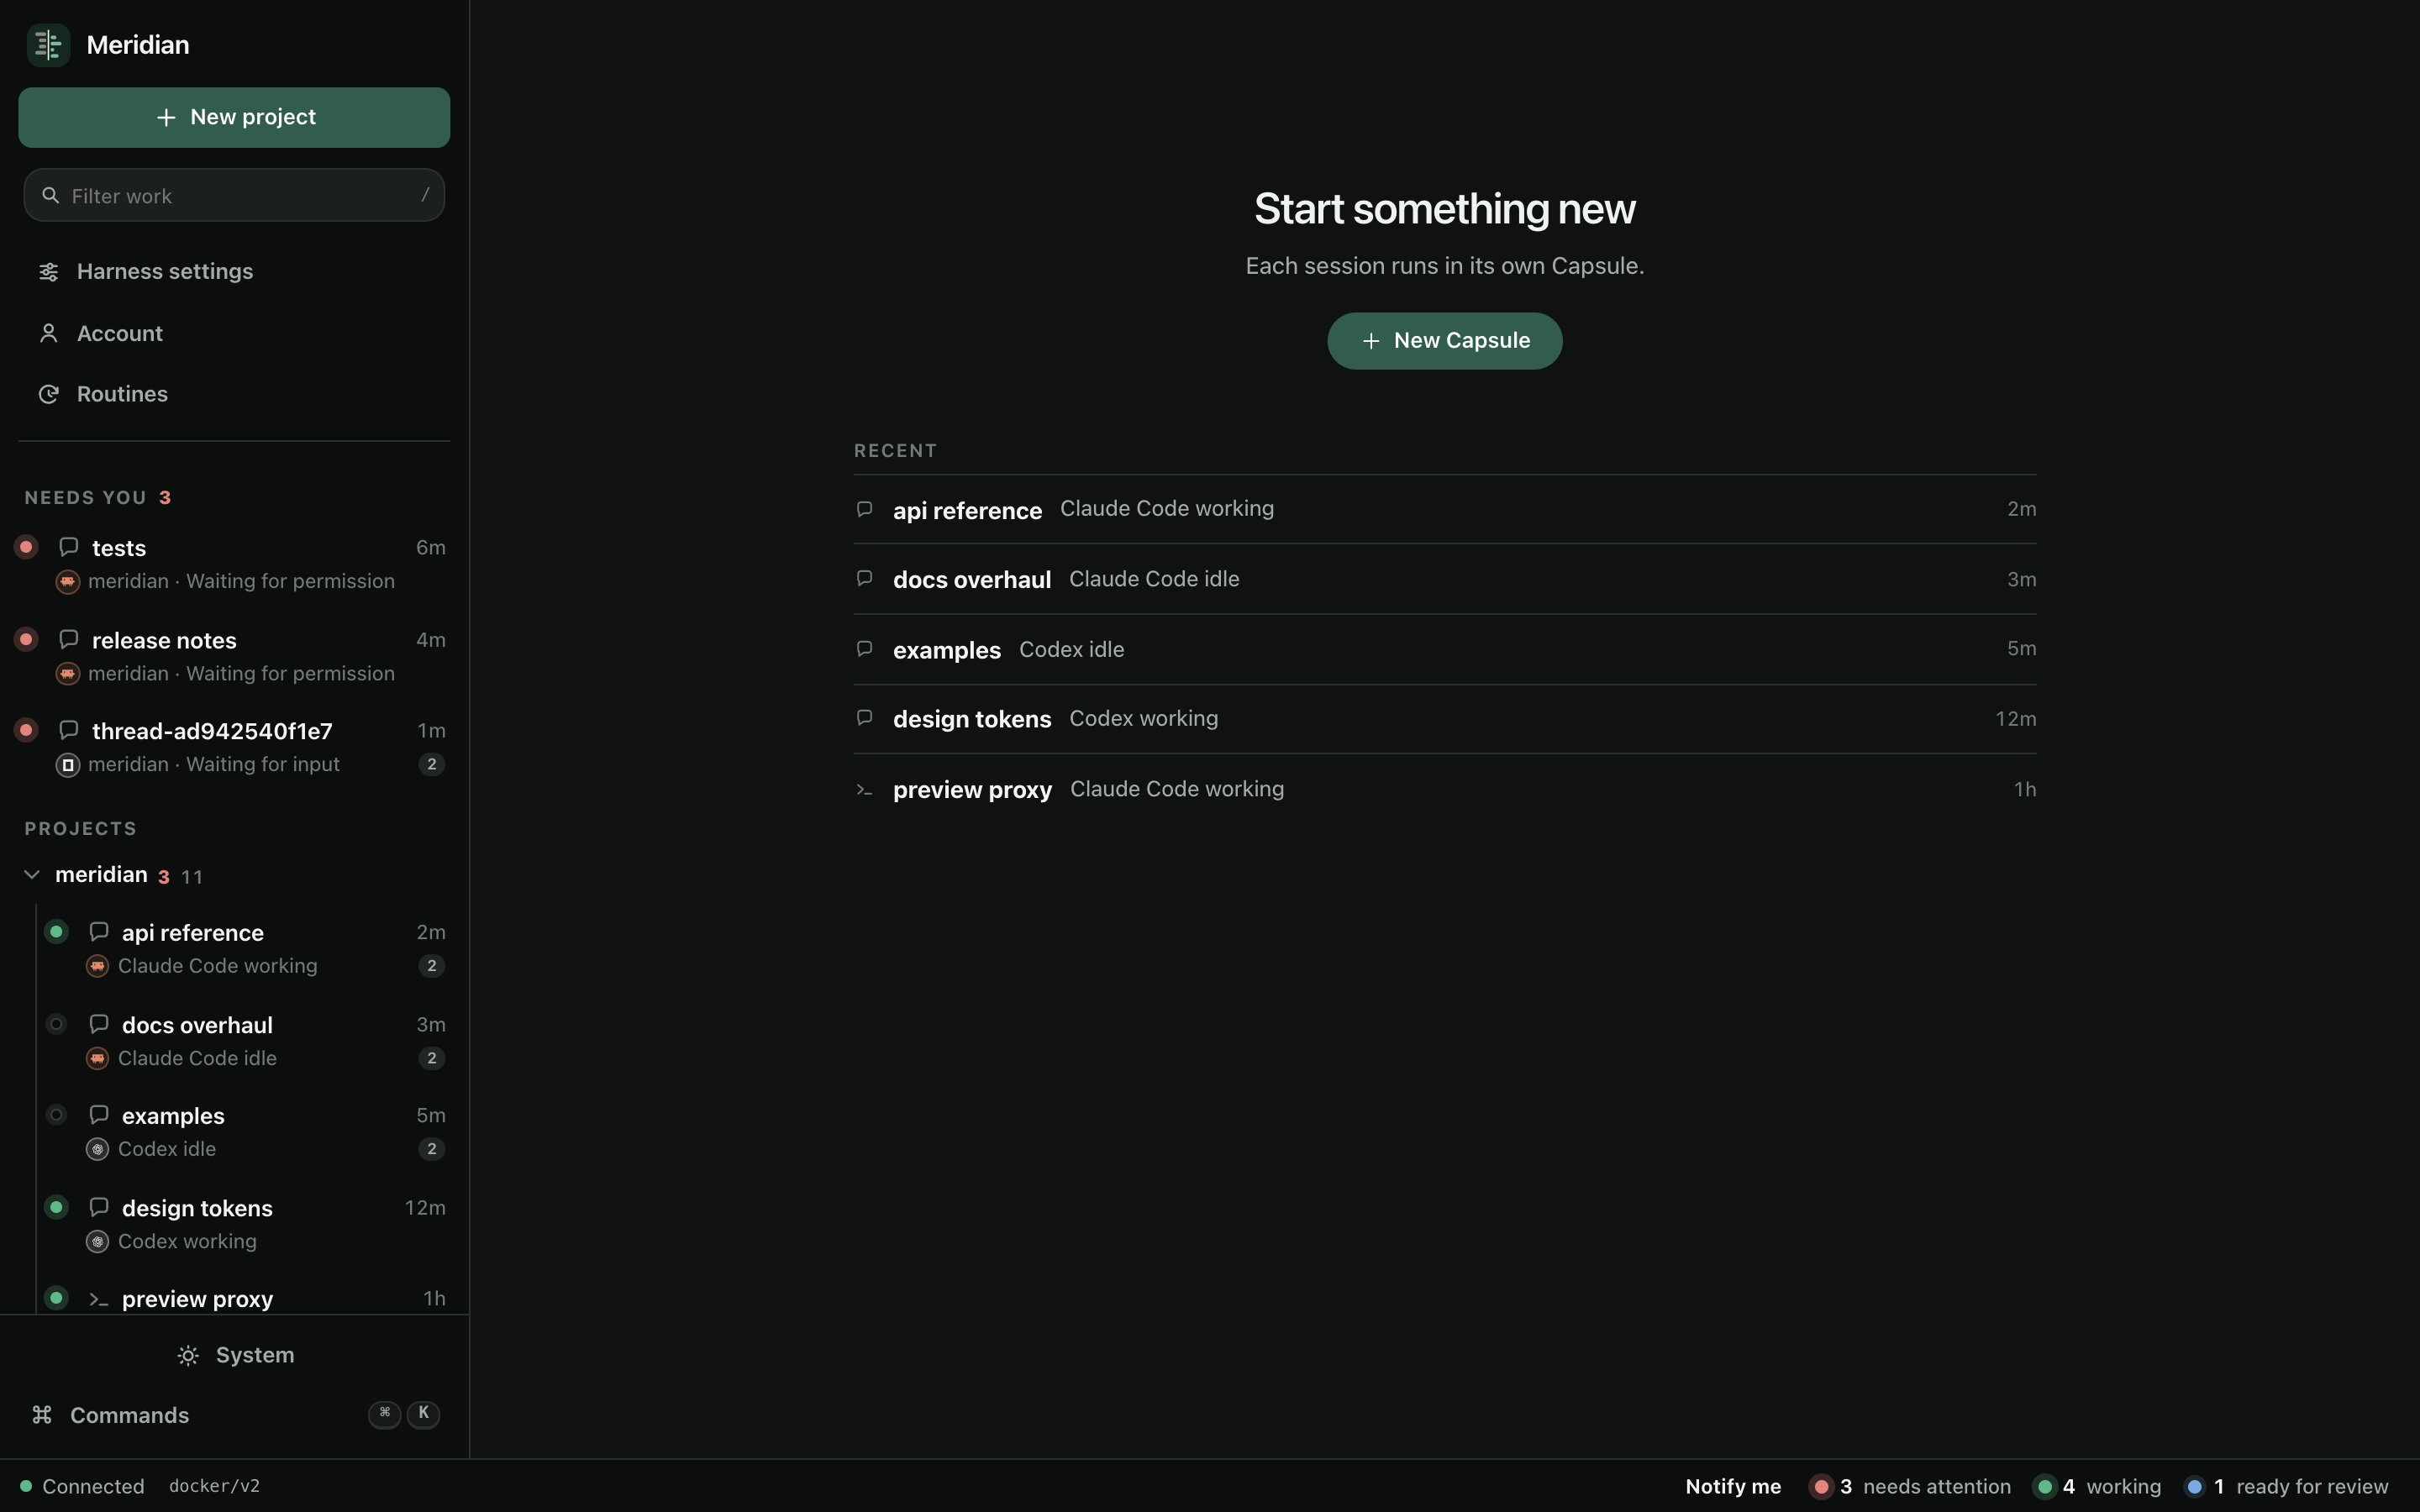 Meridian
New project
Filter work /
Harness settings
Account
Routines
NEEDS YOU 3
tests 6m
meridian · Waiting for permission
release notes 4m
meridian · Waiting for permission
thread-ad942540f1e7 1m
meridian · Waiting for input 2
PROJECTS
meridian 3 11
api reference 2m
Claude Code working 2
docs overhaul 3m
Claude Code idle 2
examples 5m
Codex idle 2
design tokens 12m
Codex working
preview proxy 1h
System
Commands ⌘ K
Start something new
Each session runs in its own Capsule.
New Capsule
RECENT
api reference Claude Code working 2m
docs overhaul Claude Code idle 3m
examples Codex idle 5m
design tokens Codex working 12m
preview proxy Claude Code working 1h
Connected docker/v2
Notify me 3 needs attention 4 working 1 ready for review